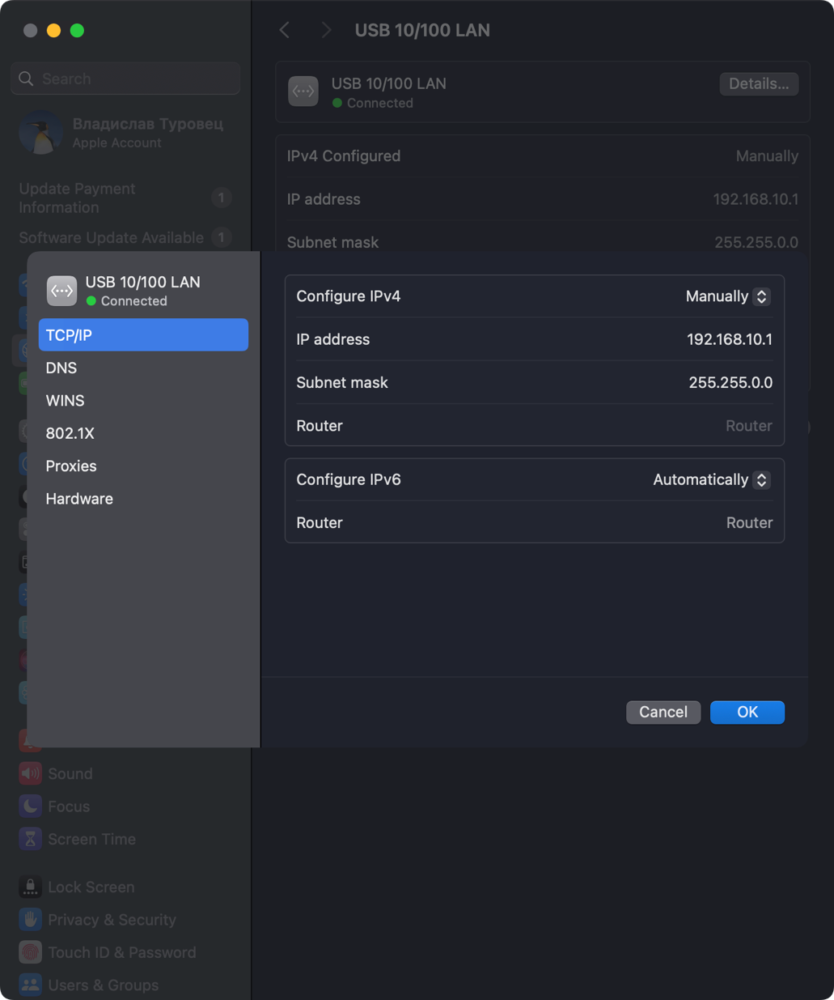 USB 10/100 LAN
Search
USB 10/100 LAN
Details...
Connected
Владислав Туровец
Apple Account
IPv4 Configured
Manually
Update Payment
Information
1
IP address
192.168.10.1
Software Update Available
1
Subnet mask
255.255.0.0
USB 10/100 LAN
Connected
TCP/IP
DNS
WINS
802.1X
Proxies
Hardware
Configure IPv4
Manually
IP address
192.168.10.1
Subnet mask
255.255.0.0
Router
Router
Configure IPv6
Automatically
Router
Router
Cancel
OK
Sound
Focus
Screen Time
Lock Screen
Privacy & Security
Touch ID & Password
Users & Groups